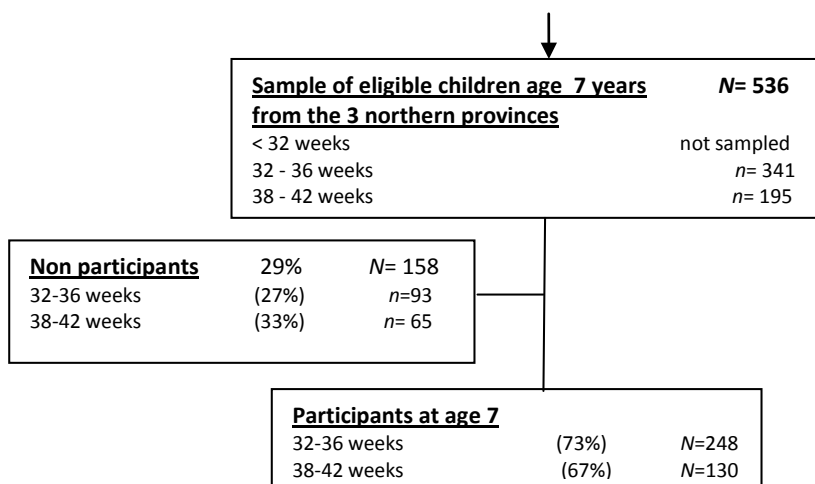 Sample of eligible children age 7 years N= 536
from the 3 northern provinces
< 32 weeks not sampled
32 - 36 weeks n= 341
38 - 42 weeks n= 195
Non participants 29% N= 158
32-36 weeks (27%) n=93
38-42 weeks (33%) n= 65
Participants at age 7
32-36 weeks (73%) N=248
38-42 weeks (67%) N=130